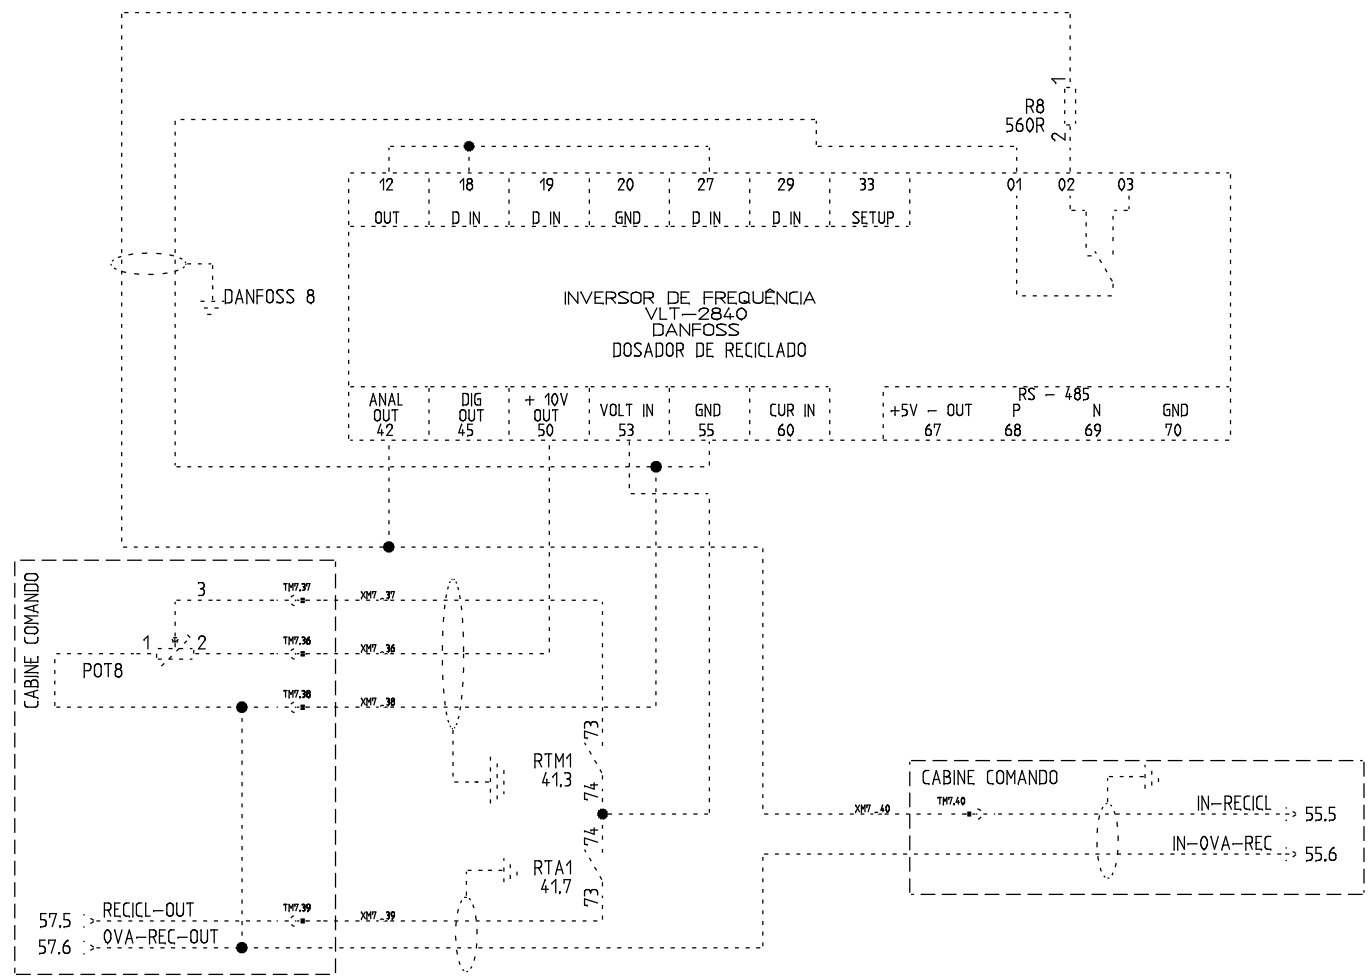 1
R8
560R
2
12 18 19 20 27 29 33 01 02 03
OUT D IN D IN GND D IN D IN SETUP
DANFOSS 8
INVERSOR DE FREQUÊNCIA
VLT-2840
DANFOSS
DOSADOR DE RECICLADO
ANAL OUT 42
DIG OUT 45
+ 10V OUT 50
VOLT IN 53
GND 55
CUR IN 60
RS - 485
+5V - OUT P N GND
67 68 69 70
CABINE COMANDO
3 TM7.37 XM7_37
1 2 TM7.36 XM7_36
POT8
TM7.38 XM7_38
73
RTM1
41.3
74
74
RTA1
41.7
73
57.5 RECICL-OUT TM7.39 XM7_39
57.6 OVA-REC-OUT
CABINE COMANDO
XM7_40 TM7.40 IN-RECICL 55.5
IN-OVA-REC 55.6